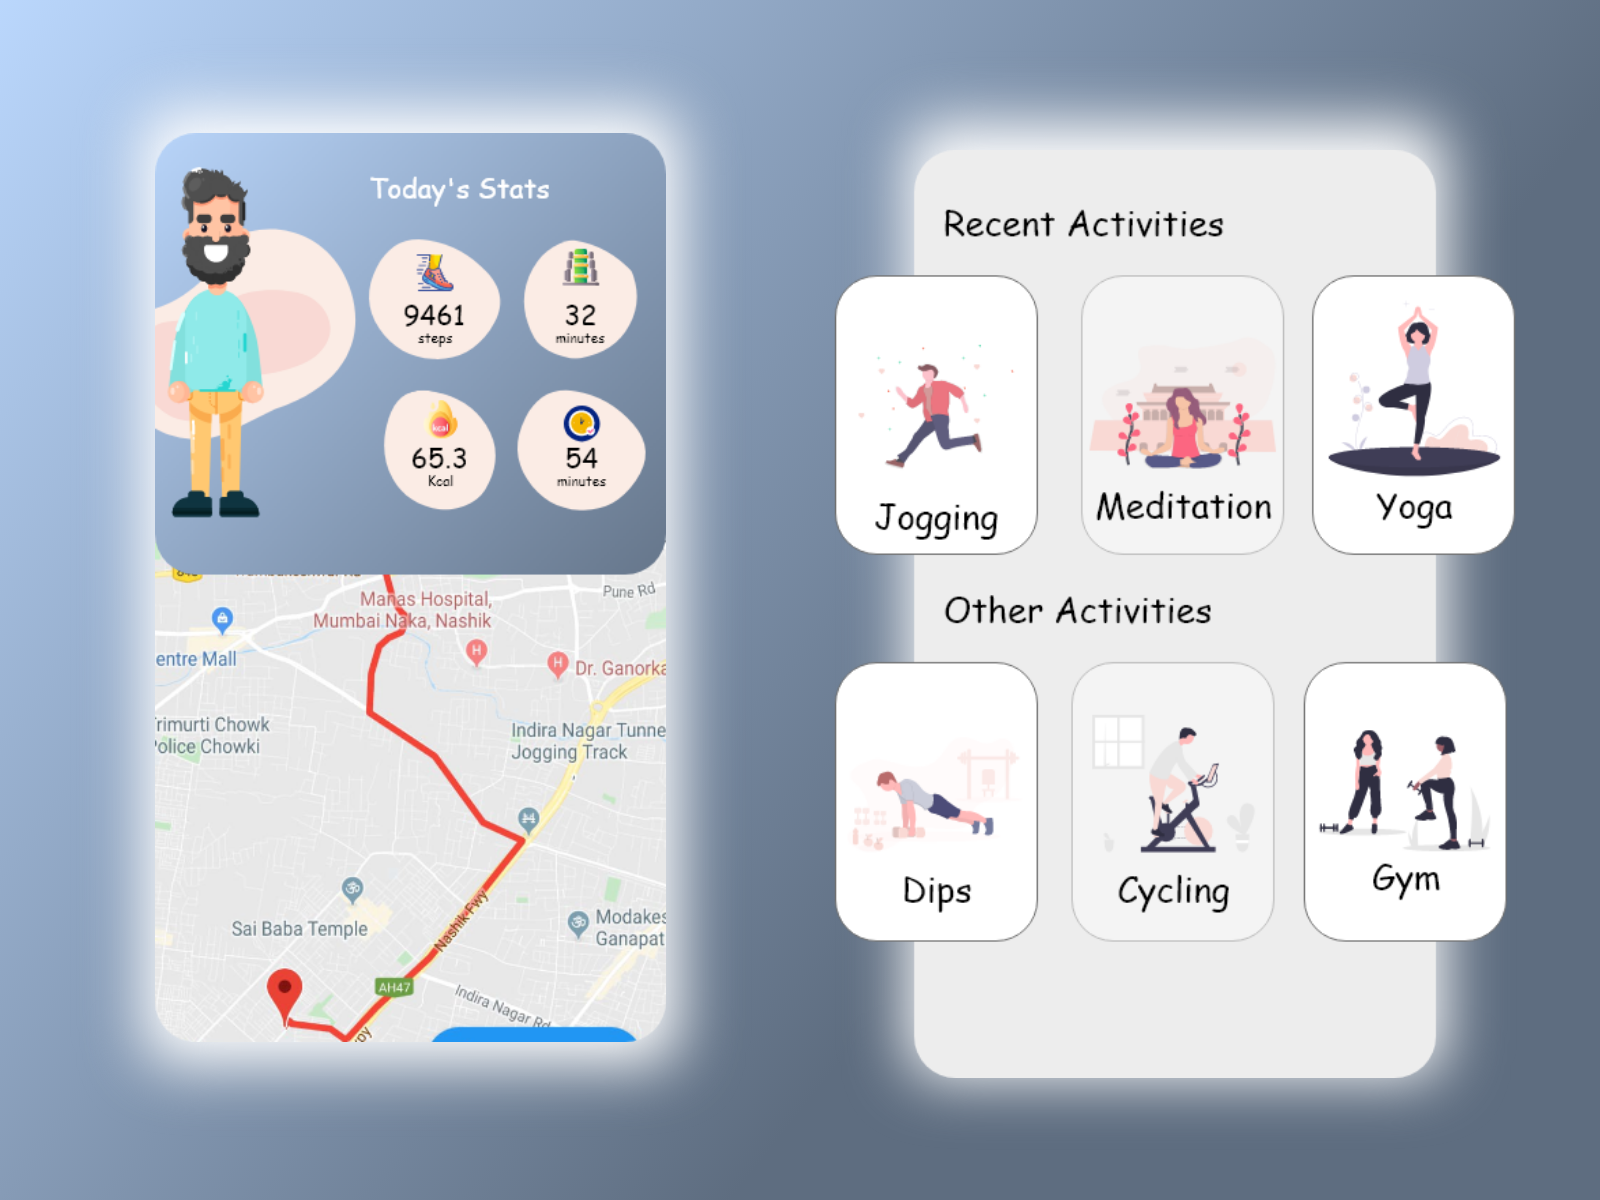 Today's Stats
9461
steps
32
minutes
kcal
65.3
Kcal
54
minutes
Pune Rd
Manas Hospital,
Mumbai Naka, Nashik
H
H
Dr. Ganorka
entre Mall
Trimurti Chowk
Police Chowki
Indira Nagar Tunne
Jogging Track
Sai Baba Temple
ॐ
ॐ
Modakes
Ganapat
Nashik Fwy
AH47
Indira Nagar Rd
Recent Activities
Jogging
Meditation
Yoga
Other Activities
Dips
Cycling
Gym